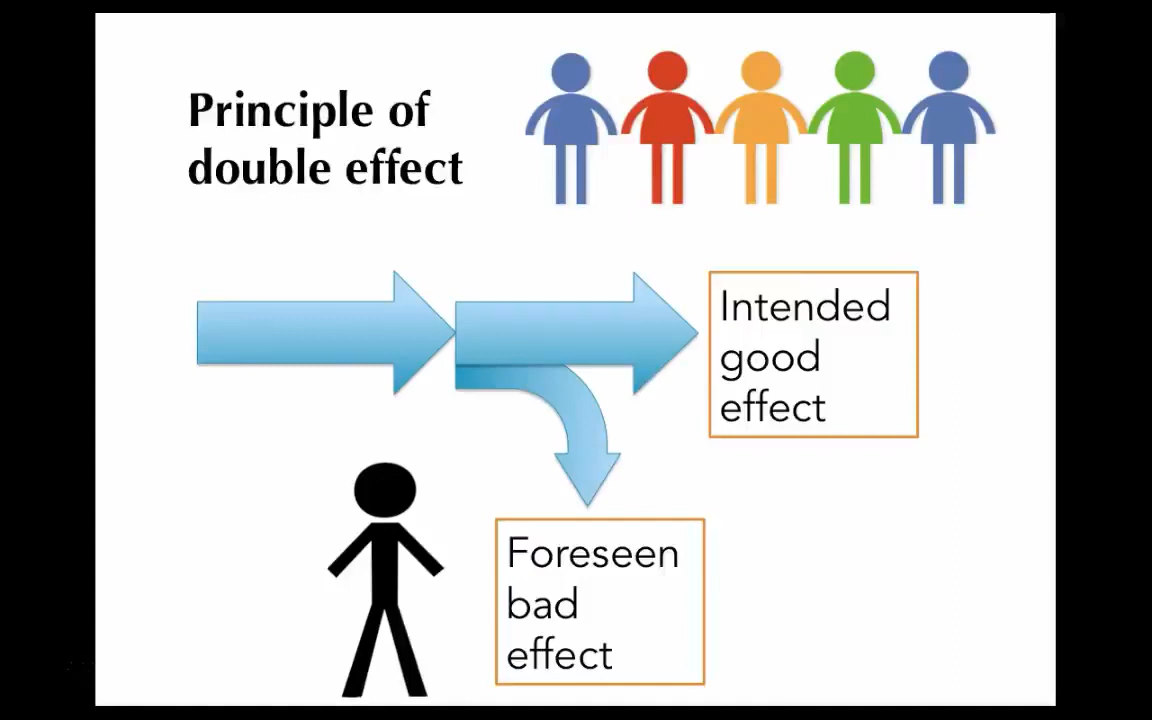 Principle of
double effect
Intended
good
effect
Foreseen
bad
effect